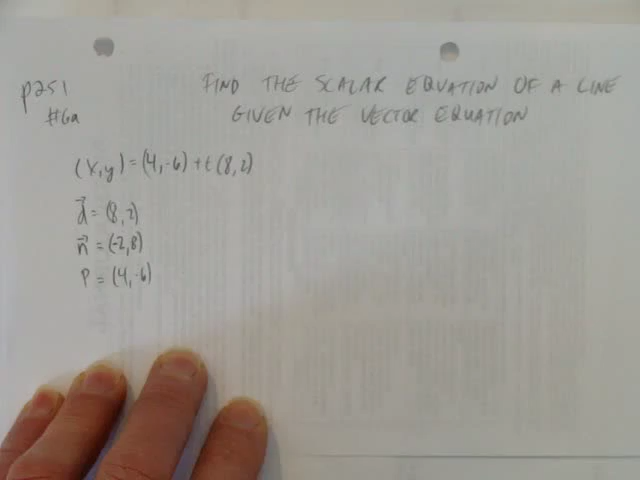 p251
#6a
FIND THE SCALAR EQUATION OF A LINE
GIVEN THE VECTOR EQUATION
(x,y) = (4,-6) + t (8,2)
d⃗ = (8,2)
n⃗ = (-2,8)
P = (4,-6)